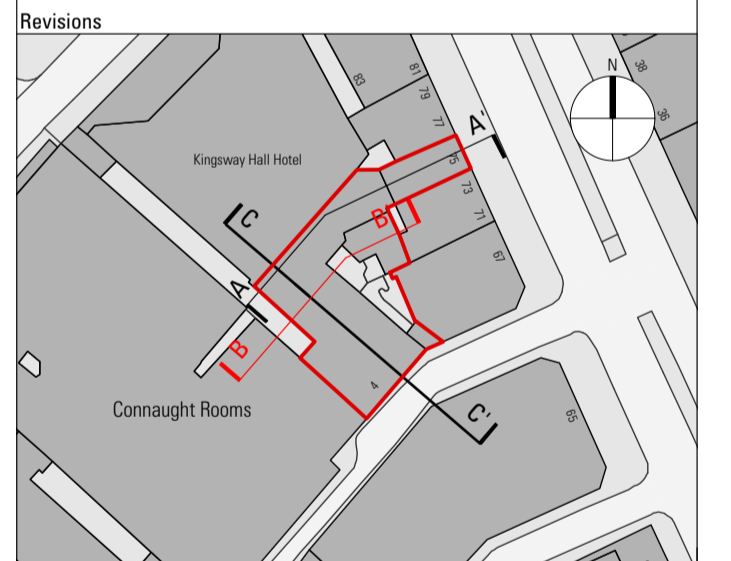 Revisions
N
83
81
79
77
38
36
A'
Kingsway Hall Hotel
75
73
71
C
B'
67
A
B
4
Connaught Rooms
C'
65